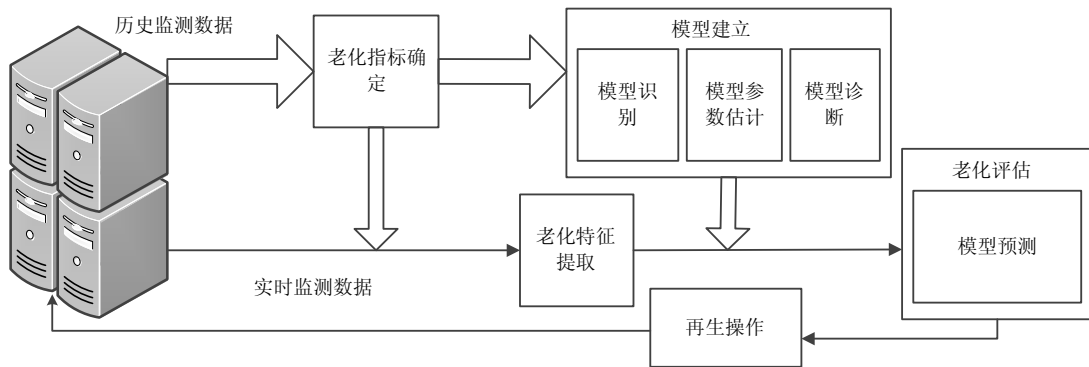 历史监测数据
老化指标确
定
模型建立
模型识
别
模型参
数估计
模型诊
断
老化评估
模型预测
老化特征
提取
实时监测数据
再生操作